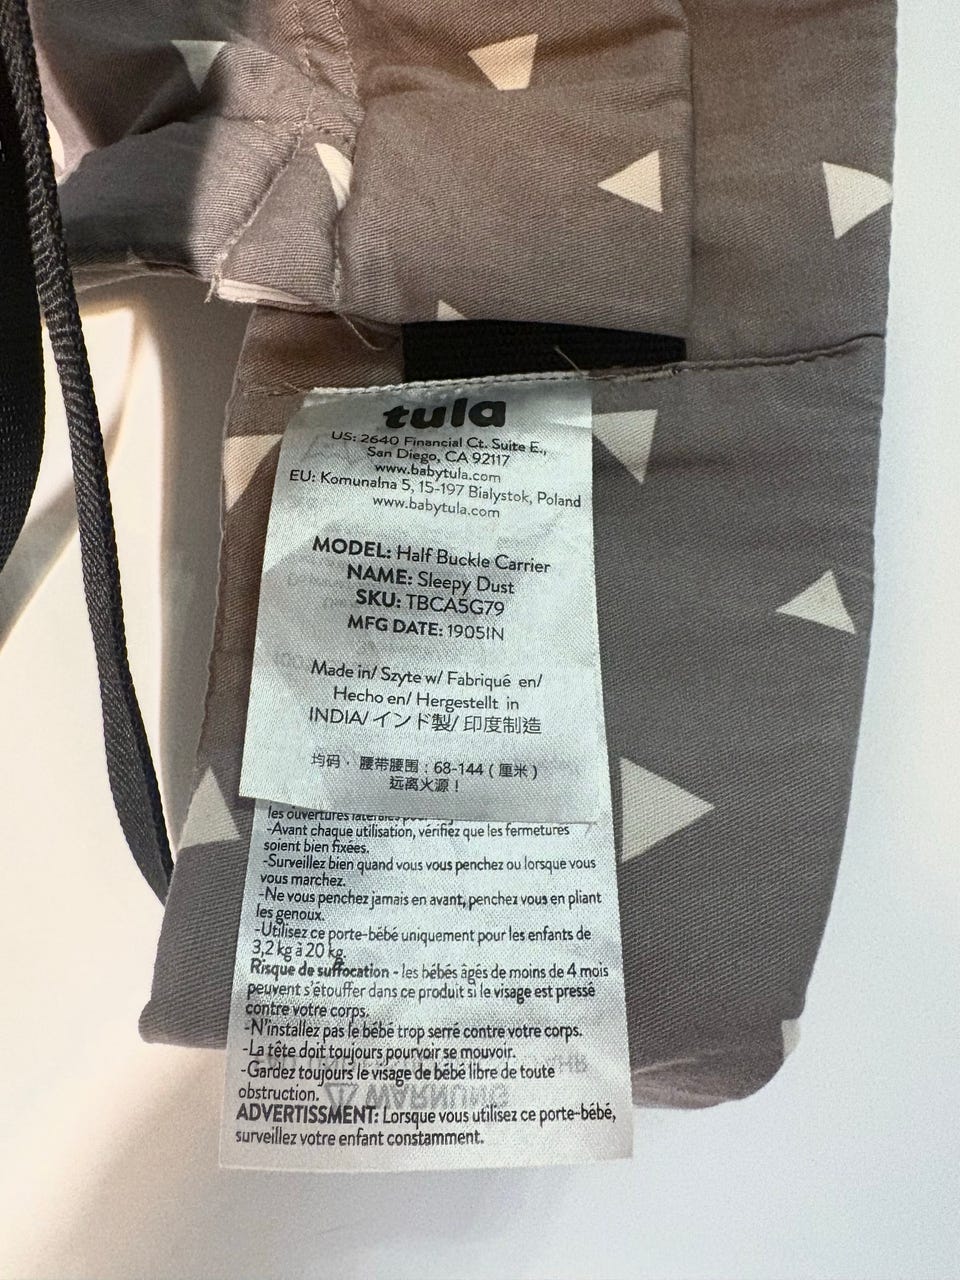 tula
US: 2640 Financial Ct. Suite E.,
San Diego, CA 92117
www.babytula.com
EU: Komunalna 5, 15-197 Bialystok, Poland
www.babytula.com
MODEL: Half Buckle Carrier
NAME: Sleepy Dust
SKU: TBCA5G79
MFG DATE: 1905IN
Made in/ Szyte w/ Fabriqué en/
Hecho en/ Hergestellt in
INDIA/ インド製/ 印度制造
均码， 腰带腰围：68-144（厘米）
远离火源！
les ouvertures latérales
-Avant chaque utilisation, vérifiez que les fermetures
soient bien fixées.
-Surveillez bien quand vous vous penchez ou lorsque vous
vous marchez.
-Ne vous penchez jamais en avant, penchez vous en pliant
les genoux.
-Utilisez ce porte-bébé uniquement pour les enfants de
3,2 kg à 20 kg.
Risque de suffocation - les bébés âgés de moins de 4 mois
peuvent s'étouffer dans ce produit si le visage est pressé
contre votre corps.
-N'installez pas le bébé trop serré contre votre corps.
-La tête doit toujours pourvoir se mouvoir.
-Gardez toujours le visage de bébé libre de toute
obstruction.
ADVERTISSMENT: Lorsque vous utilisez ce porte-bébé,
surveillez votre enfant constamment.